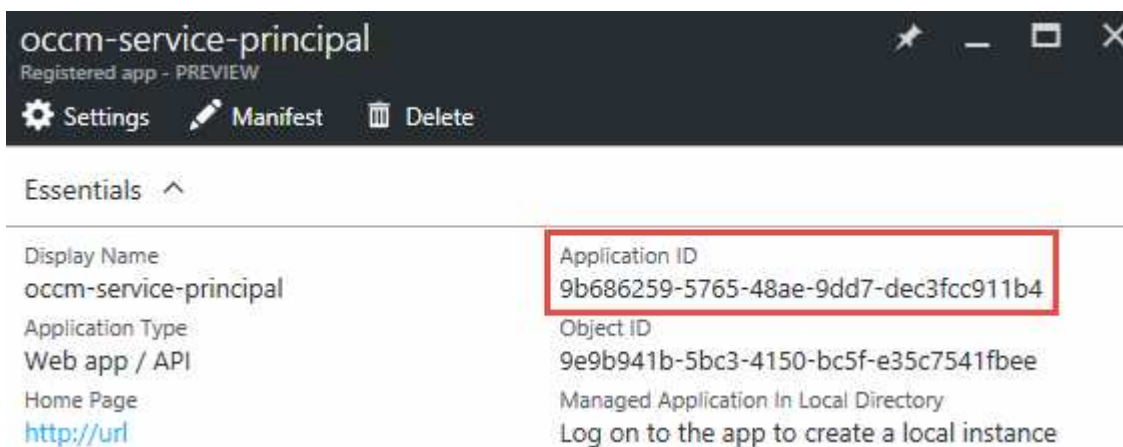 occm-service-principal
Registered app - PREVIEW
Settings Manifest Delete
Essentials
Display Name
occm-service-principal
Application ID
9b686259-5765-48ae-9dd7-dec3fcc911b4
Application Type
Web app / API
Object ID
9e9b941b-5bc3-4150-bc5f-e35c7541fbee
Home Page
http://url
Managed Application In Local Directory
Log on to the app to create a local instance